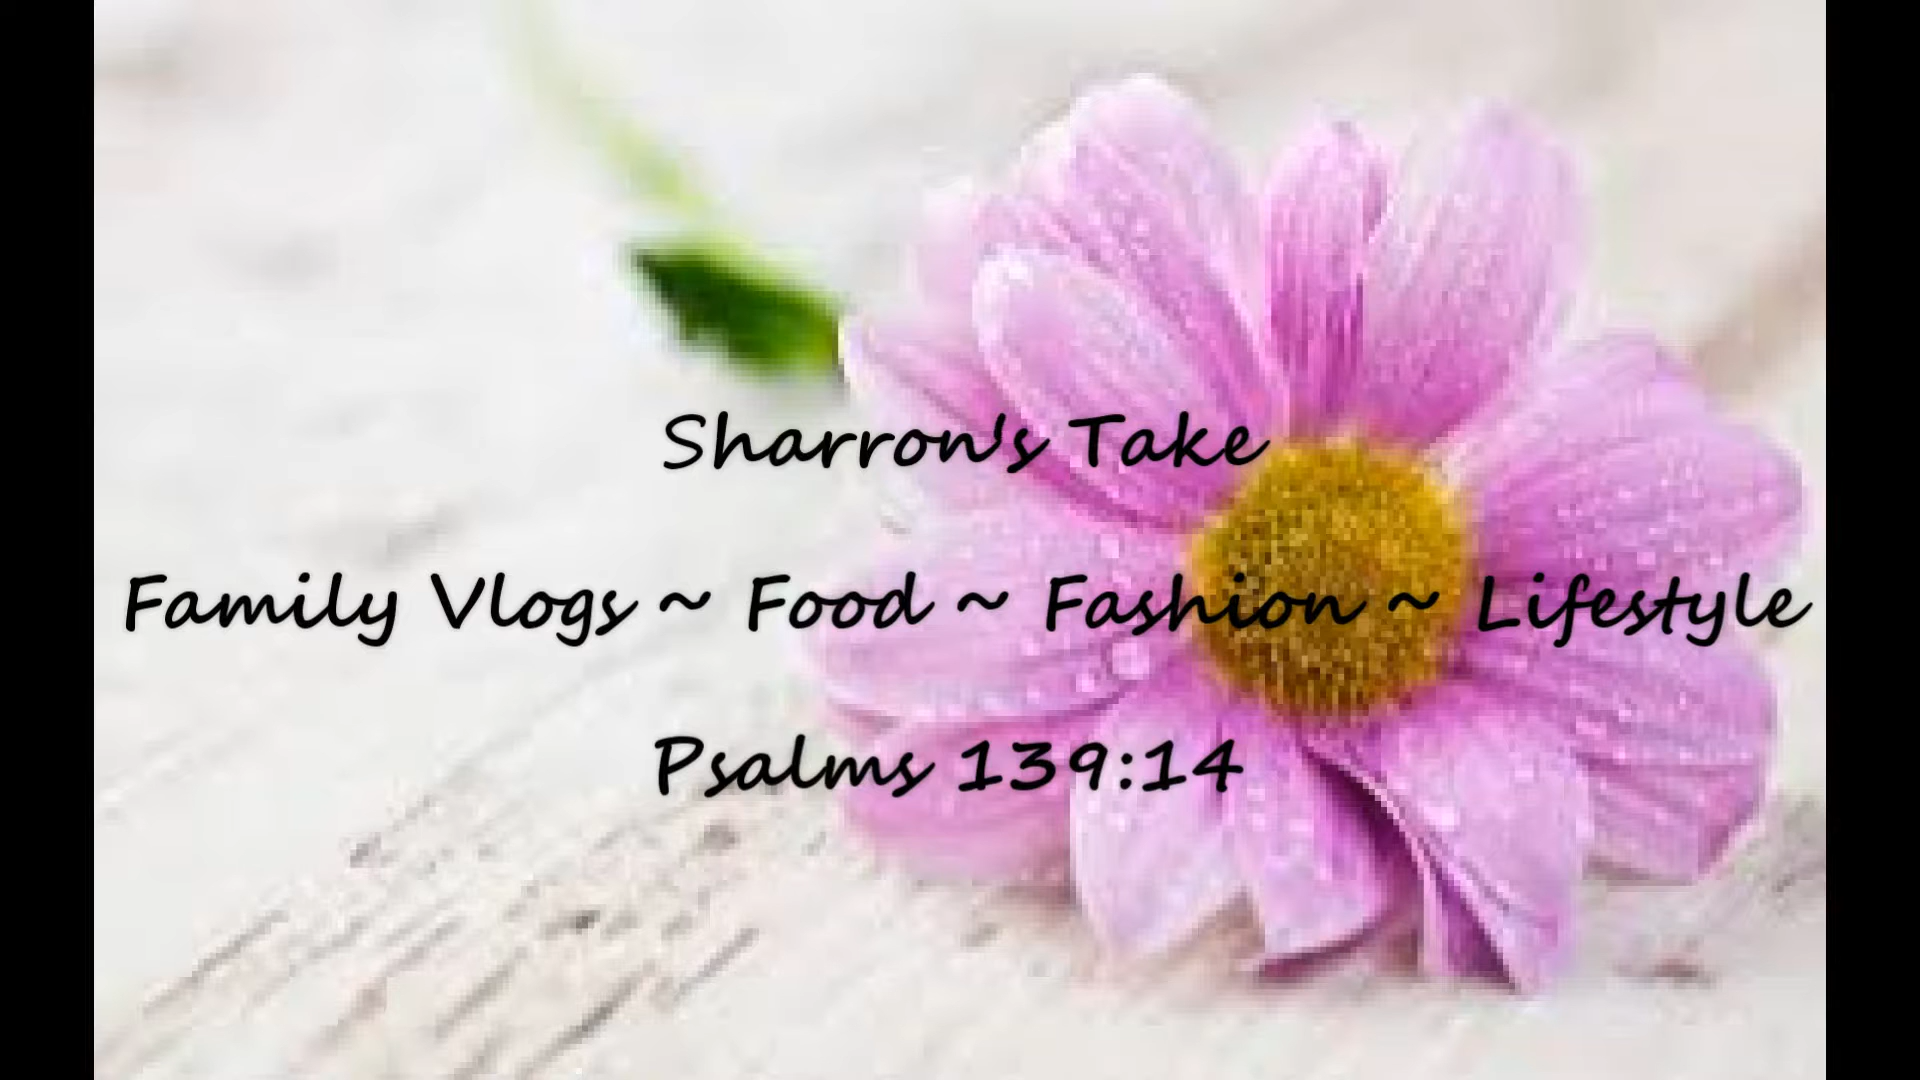 Sharron's Take
Family Vlogs ~ Food ~ Fashion ~ Lifestyle
Psalms 139:14